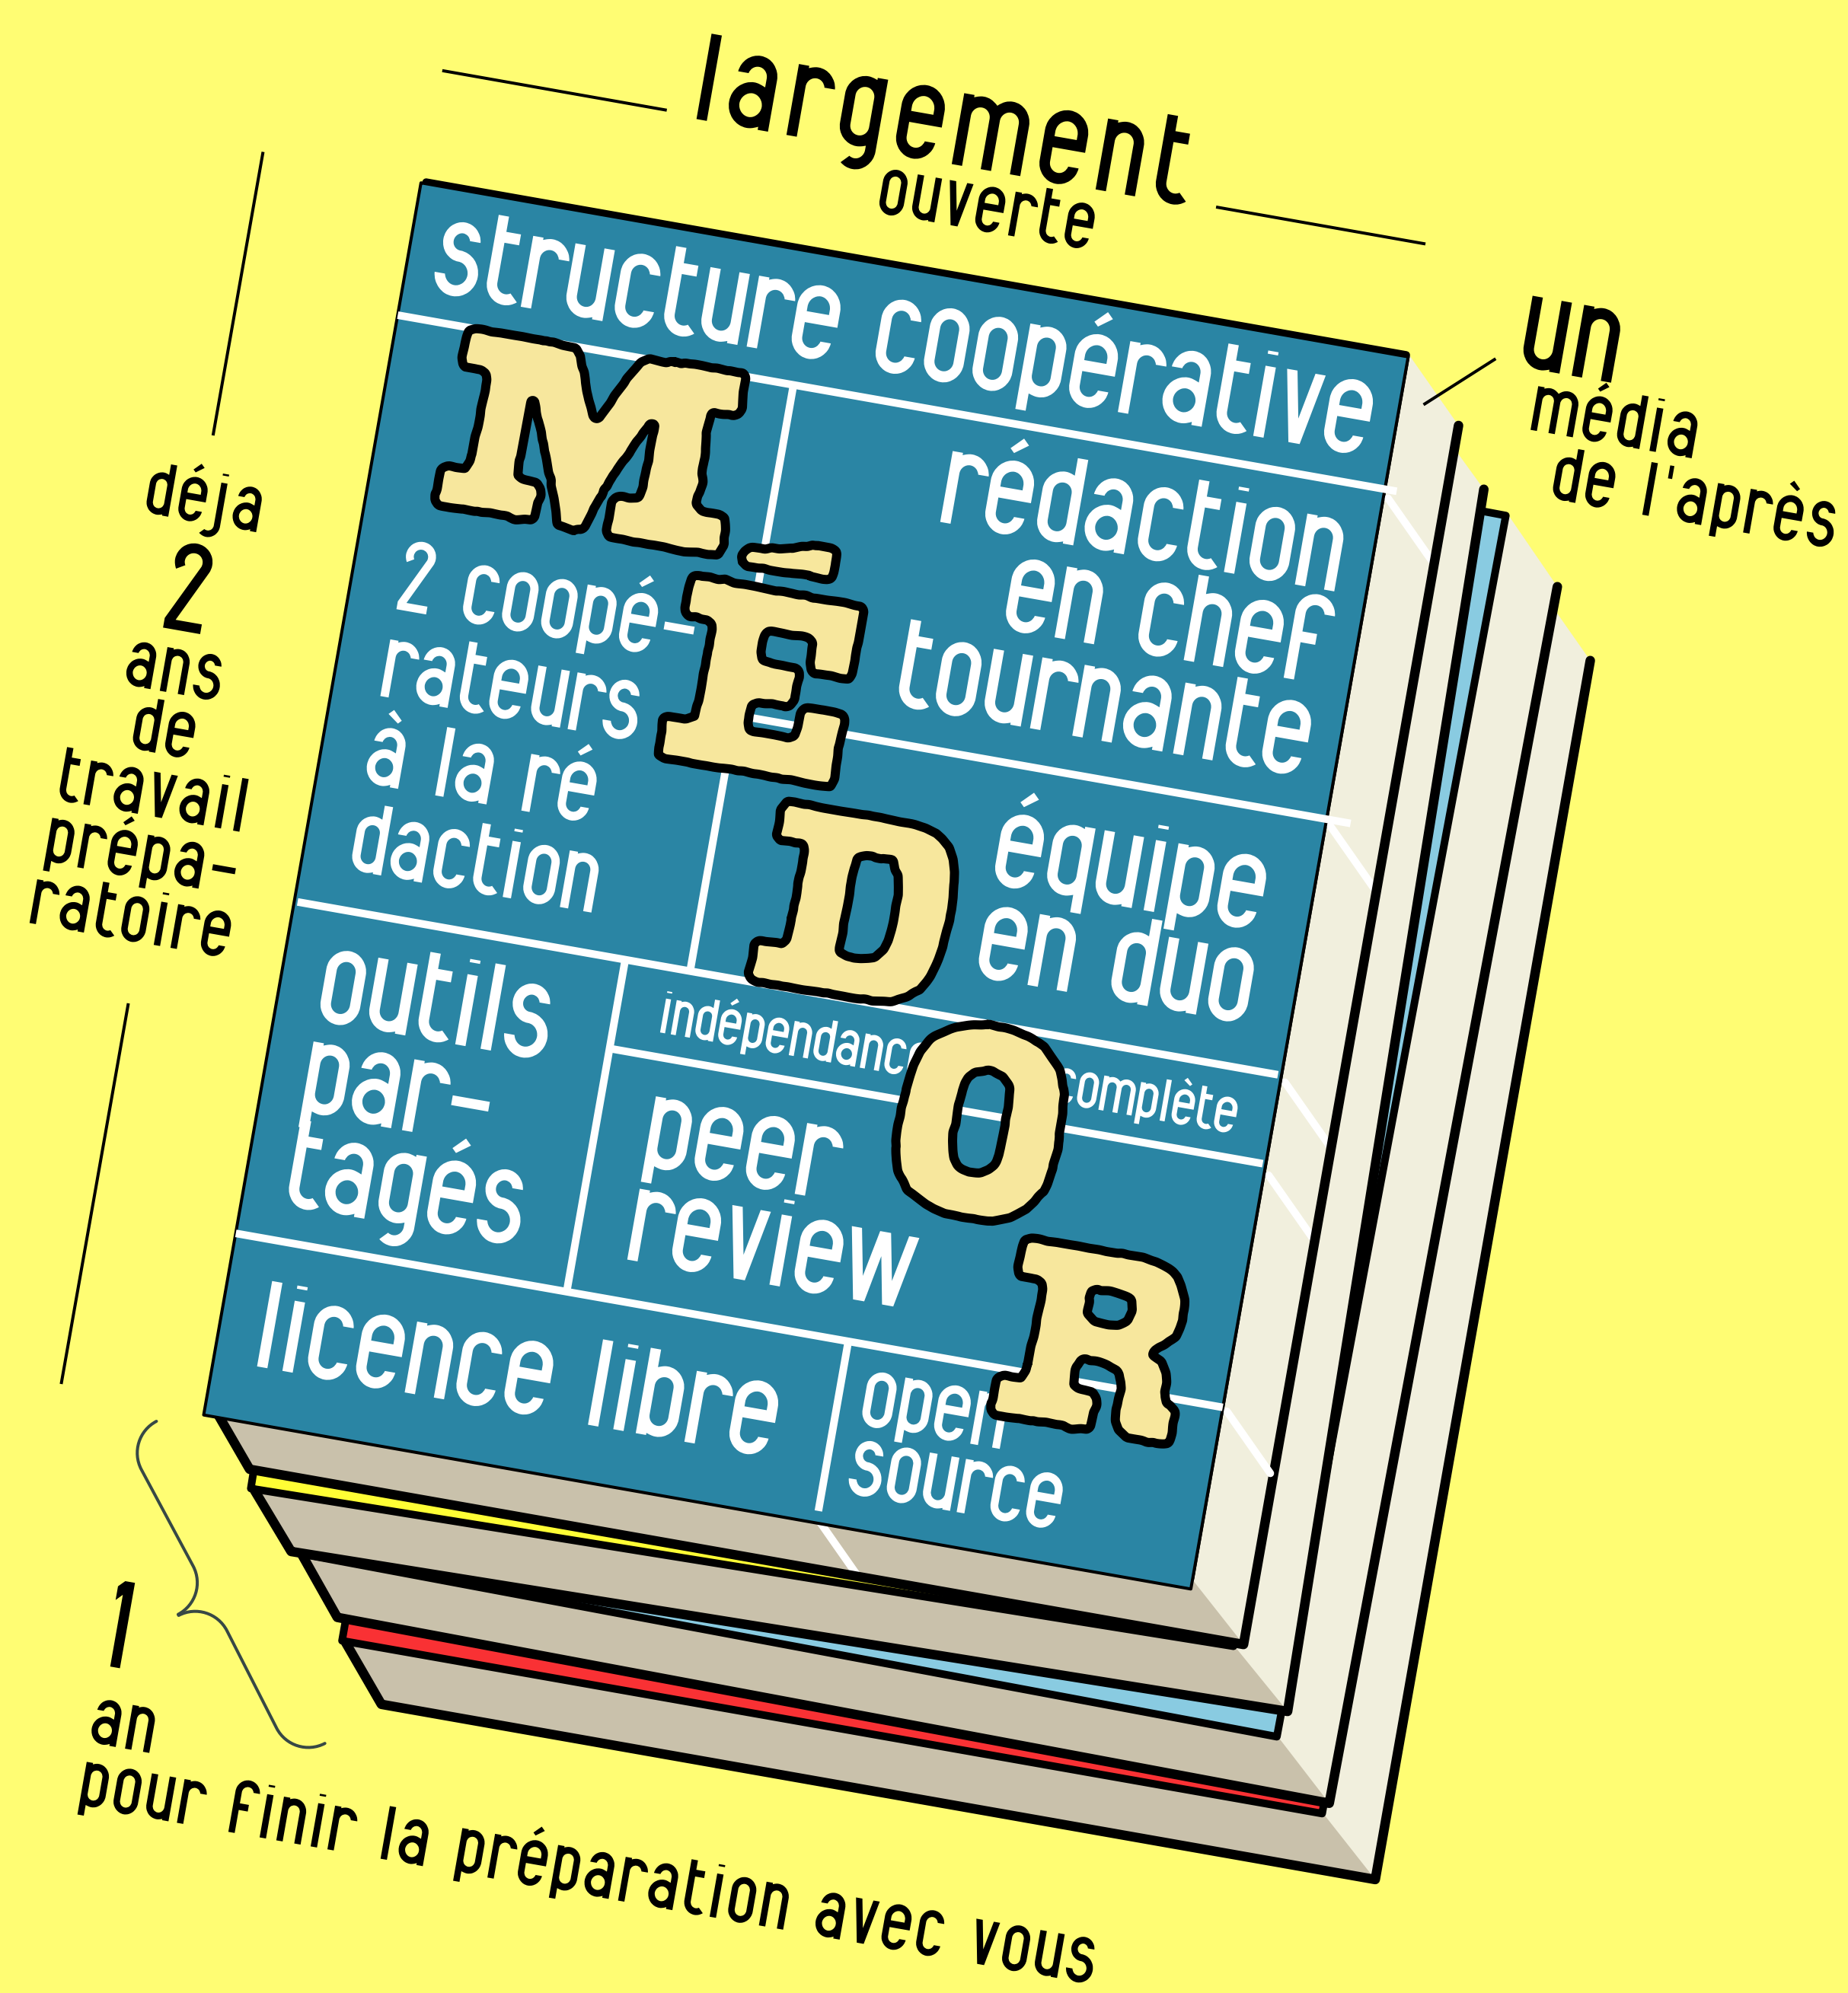 largement
ouverte
un
média
de l'après
déja
2
ans
de
travail
prépa-
ratoire
structure coopérative
MÉDOR
rédaction
en chef
tournante
2 coopé-
rateurs
à la ré
daction
équipe
en duo
outils
par-
tagés
indépendance complète
peer
review
licence libre
open
source
1
an
pour finir la préparation avec vous